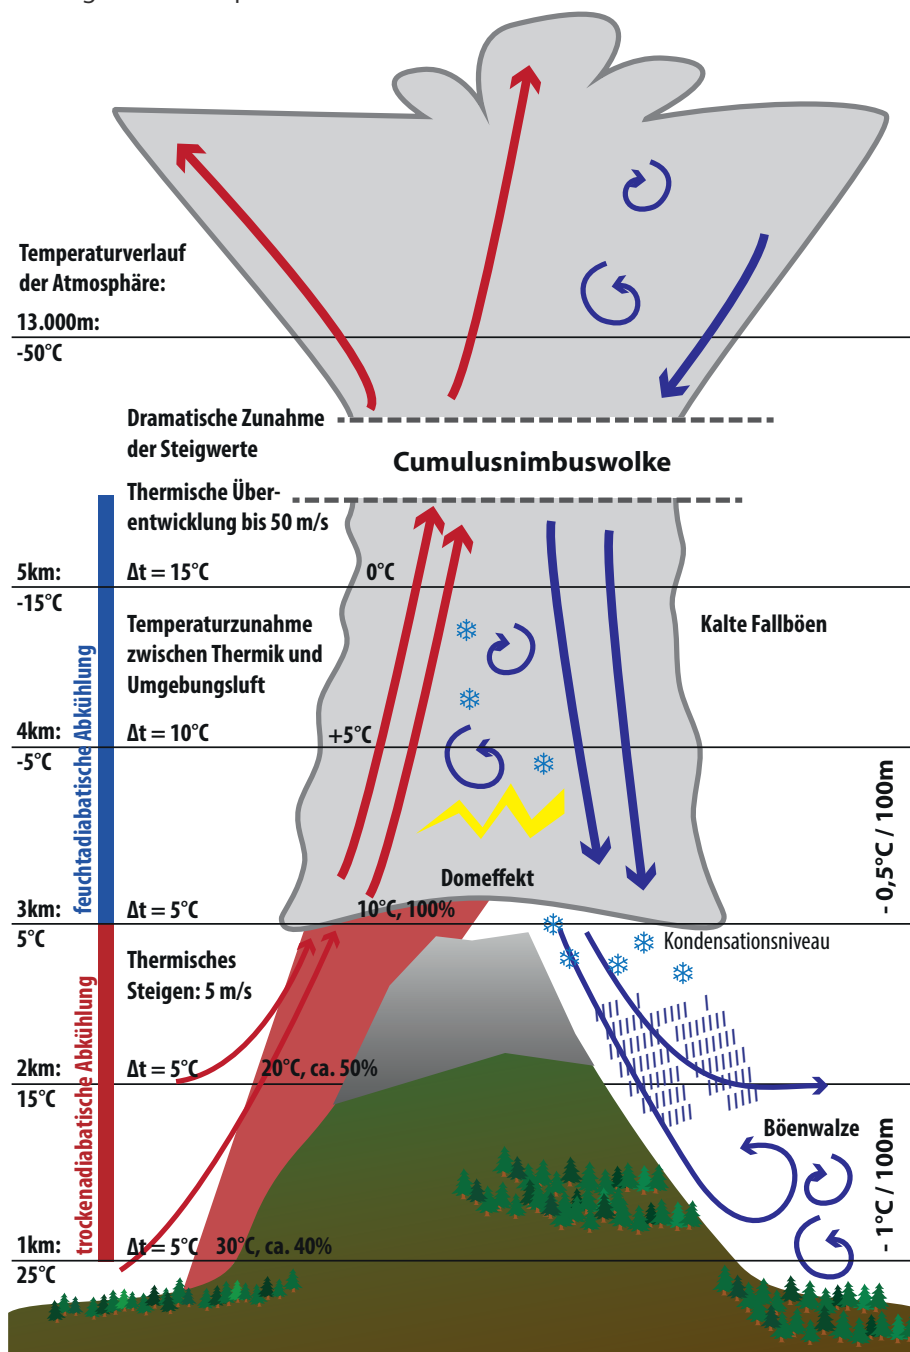 Temperaturverlauf
der Atmosphäre:
13.000m:
-50°C
Dramatische Zunahme
der Steigwerte
Cumulusnimbuswolke
Thermische Über-
entwicklung bis 50 m/s
5km:
Δt = 15°C
0°C
-15°C
Temperaturzunahme
zwischen Thermik und
Umgebungsluft
Kalte Fallböen
4km:
Δt = 10°C
+5°C
-5°C
feuchtadiabatische Abkühlung
- 0,5°C / 100m
Domeffekt
3km:
Δt = 5°C
10°C, 100%
5°C
Kondensationsniveau
Thermisches
Steigen: 5 m/s
2km:
Δt = 5°C
20°C, ca. 50%
15°C
trockenadiabatische Abkühlung
Böenwalze
- 1°C / 100m
1km:
Δt = 5°C
30°C, ca. 40%
25°C